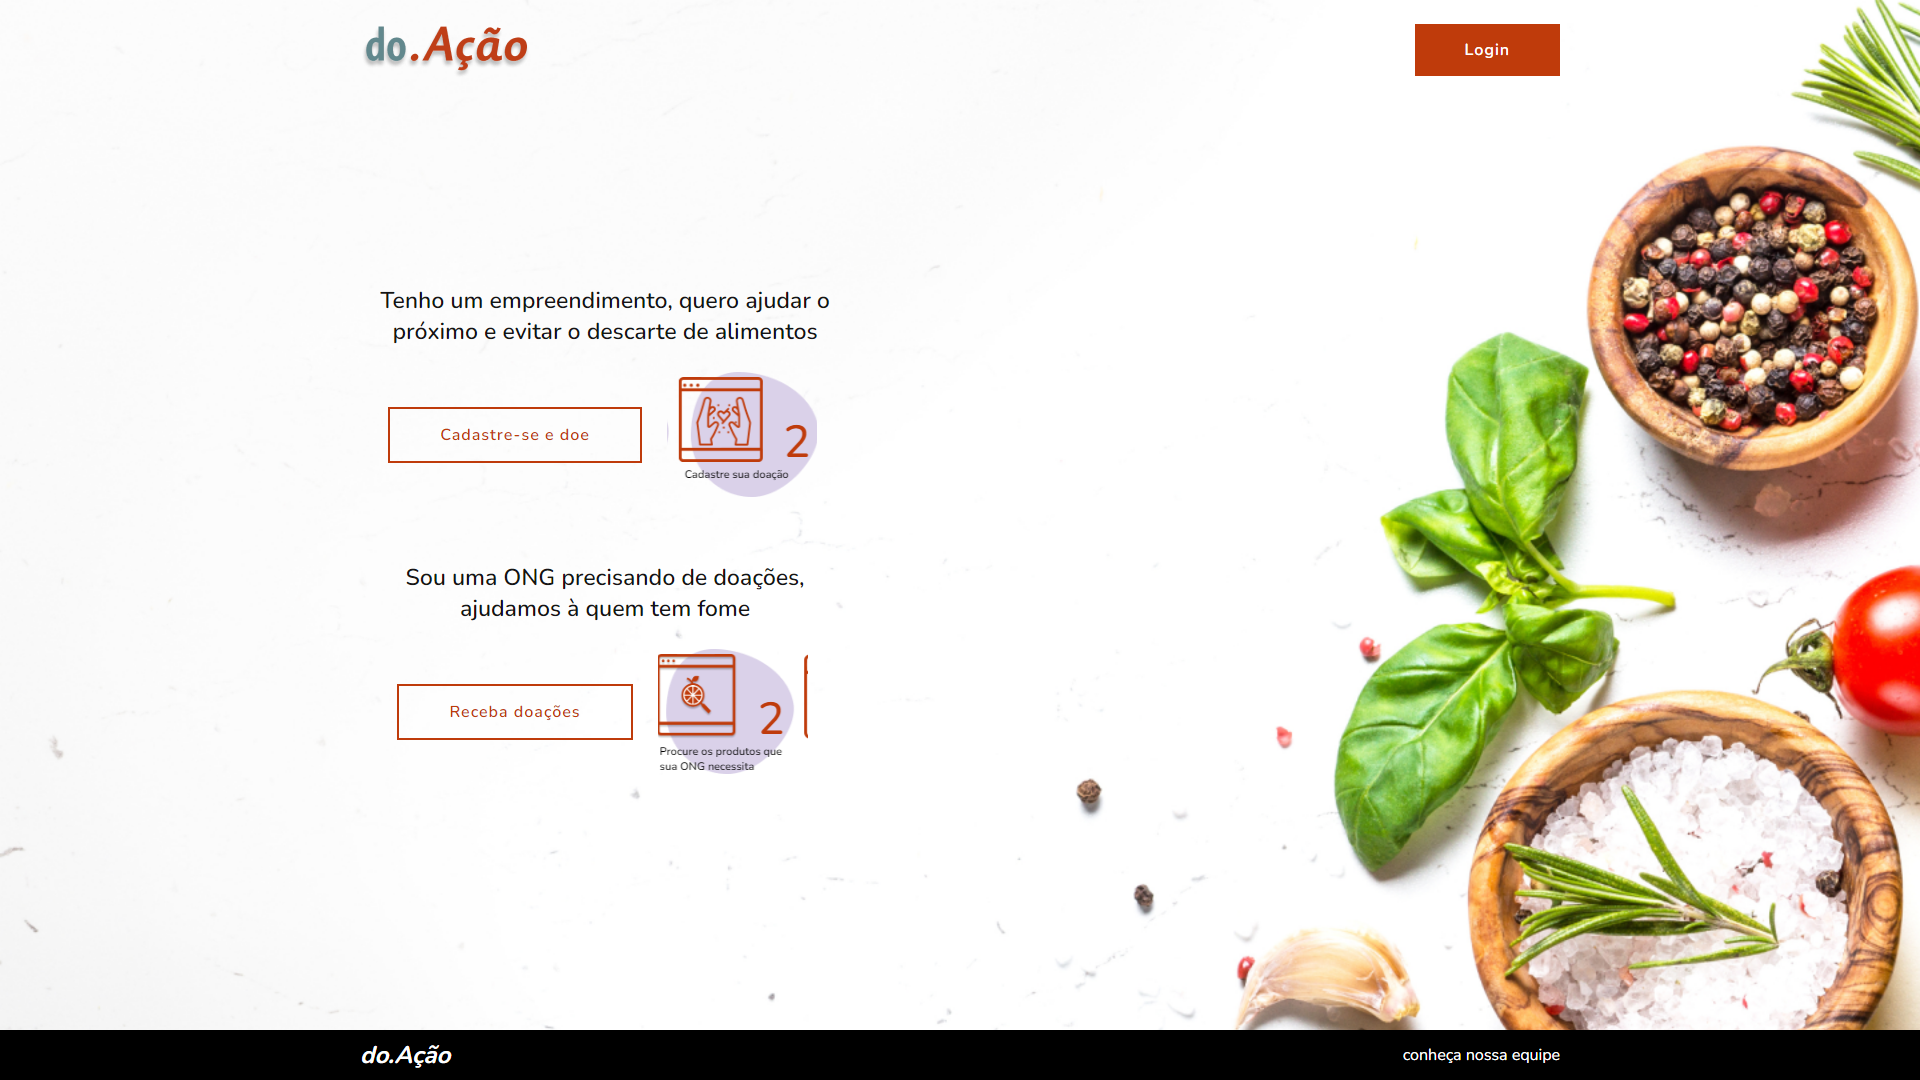 do.Ação
Login
Tenho um empreendimento, quero ajudar o
próximo e evitar o descarte de alimentos
Cadastre-se e doe
2
Cadastre sua doação
Sou uma ONG precisando de doações,
ajudamos à quem tem fome
Receba doações
2
Procure os produtos que
sua ONG necessita
do.Ação
conheça nossa equipe